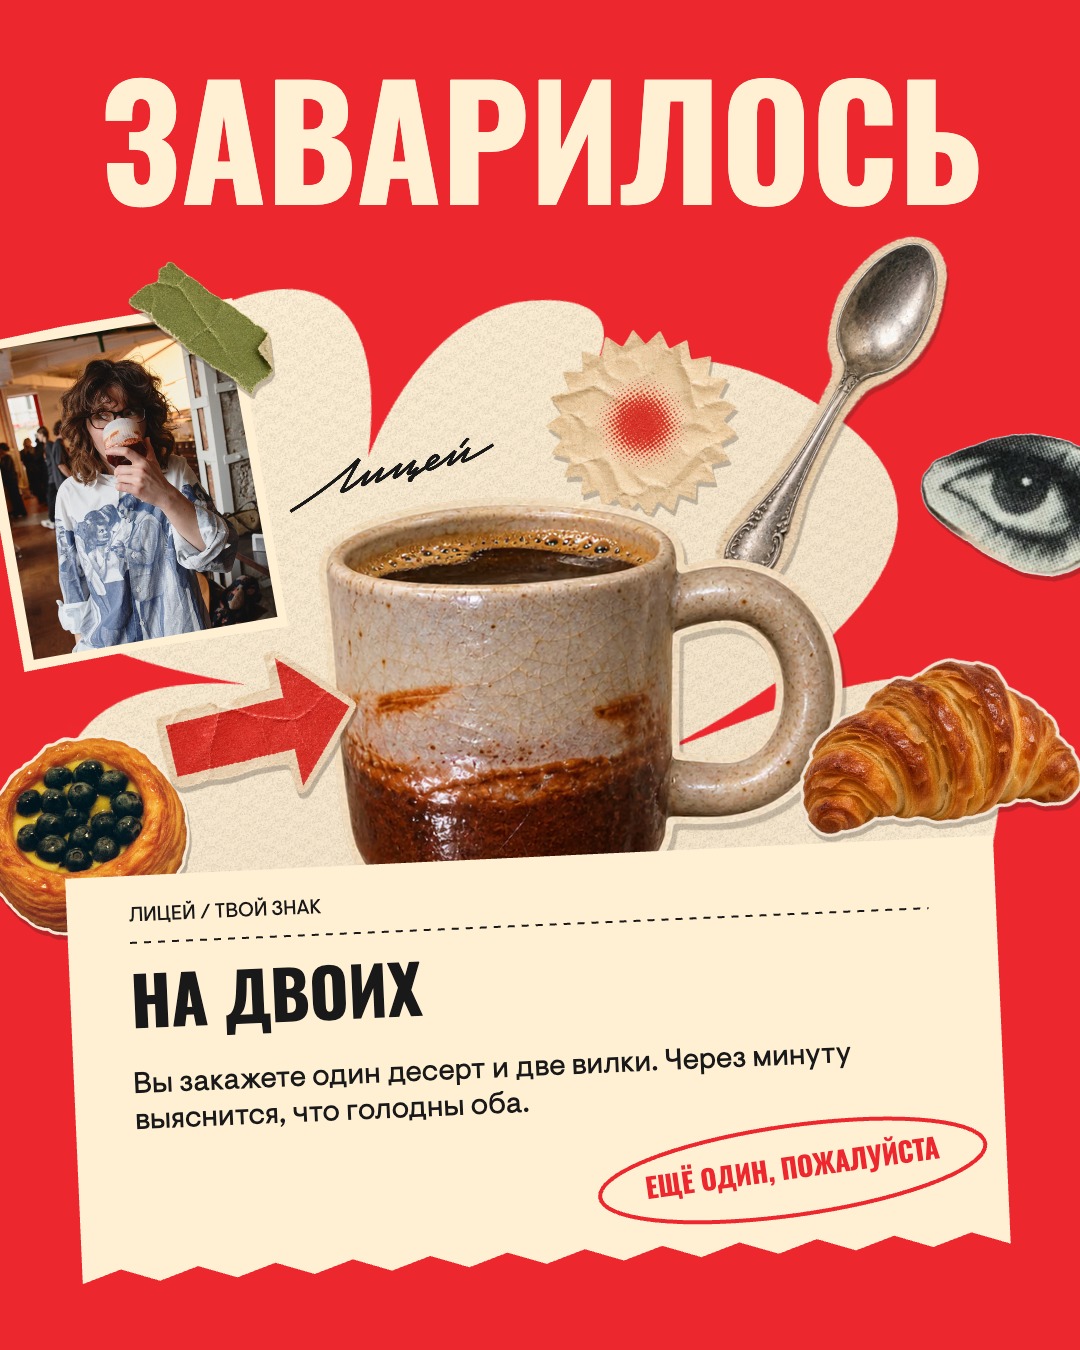 ЗАВАРИЛОСЬ
Лицей
ЛИЦЕЙ / ТВОЙ ЗНАК
НА ДВОИХ
Вы закажете один десерт и две вилки. Через минуту
выяснится, что голодны оба.
ЕЩЁ ОДИН, ПОЖАЛУЙСТА